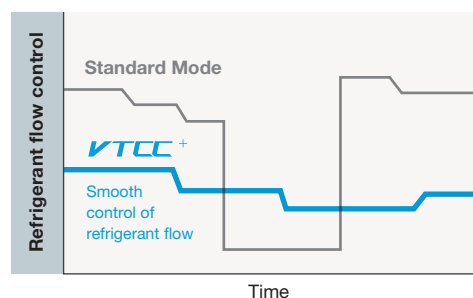 Refrigerant flow control
Standard Mode
VTCC +
Smooth
control of
refrigerant flow
Time